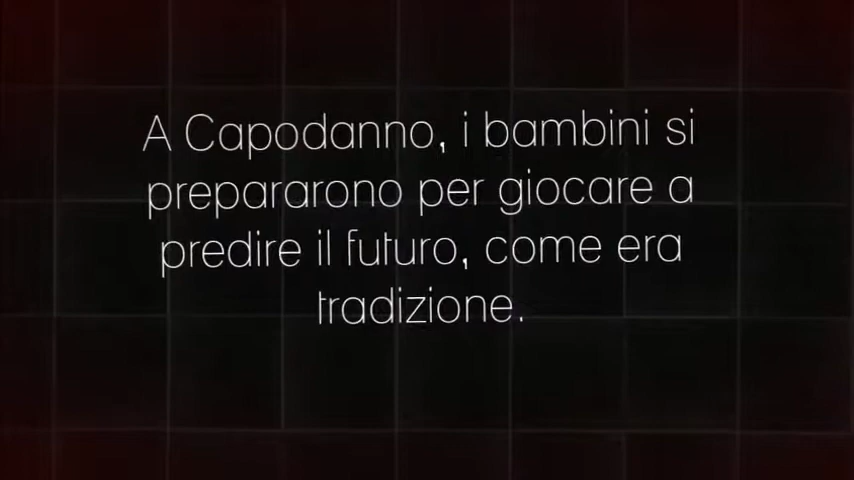 A Capodanno, i bambini si
prepararono per giocare a
predire il futuro, come era
tradizione.